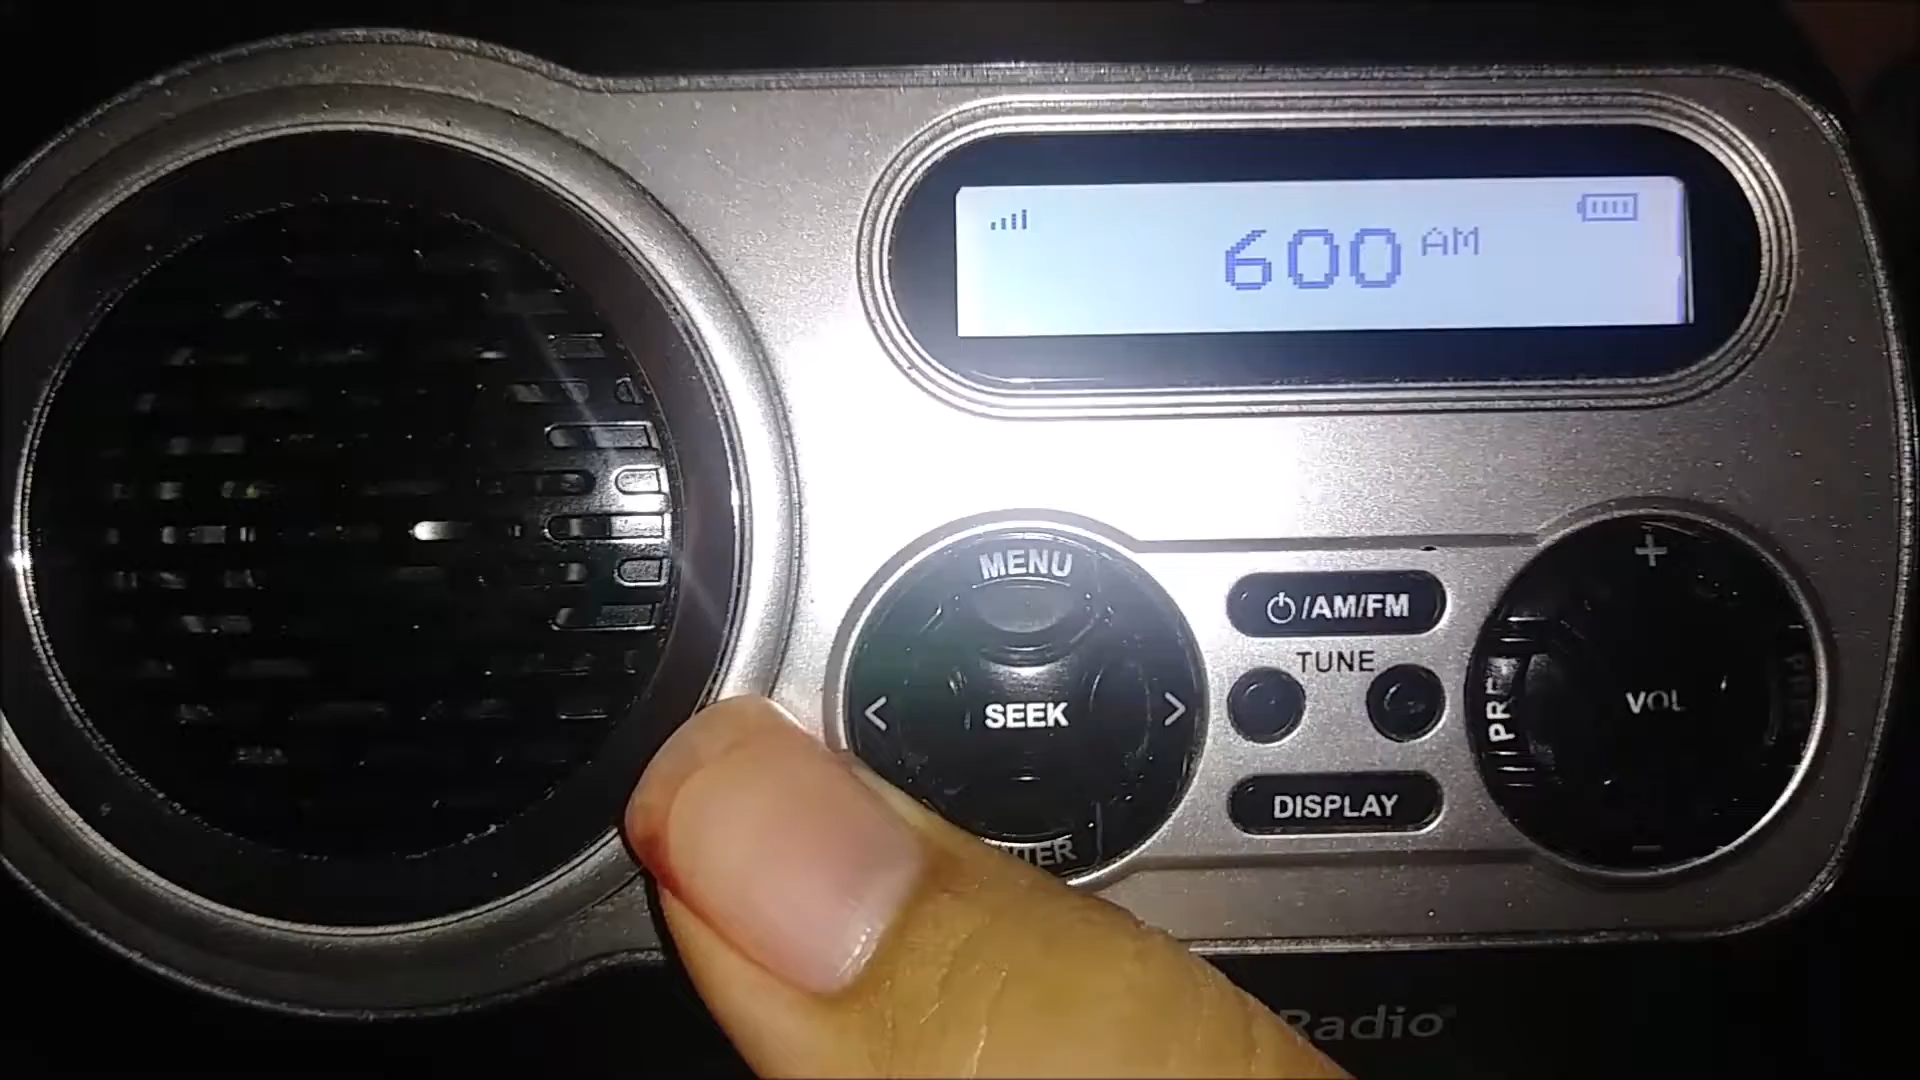 600 AM
MENU
< SEEK >
⏻/AM/FM
TUNE
DISPLAY
+
VOL
−
Radio